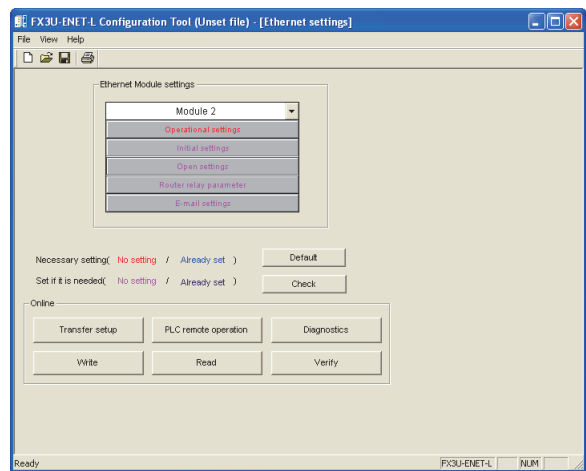 FX3U-ENET-L Configuration Tool (Unset file) - [Ethernet settings]
File View Help
Ethernet Module settings
Module 2
Operational settings
Initial settings
Open settings
Router relay parameter
E-mail settings
Necessary setting( No setting / Already set ) Default
Set if it is needed( No setting / Already set ) Check
Online
Transfer setup PLC remote operation Diagnostics
Write Read Verify
Ready FX3U-ENET-L NUM